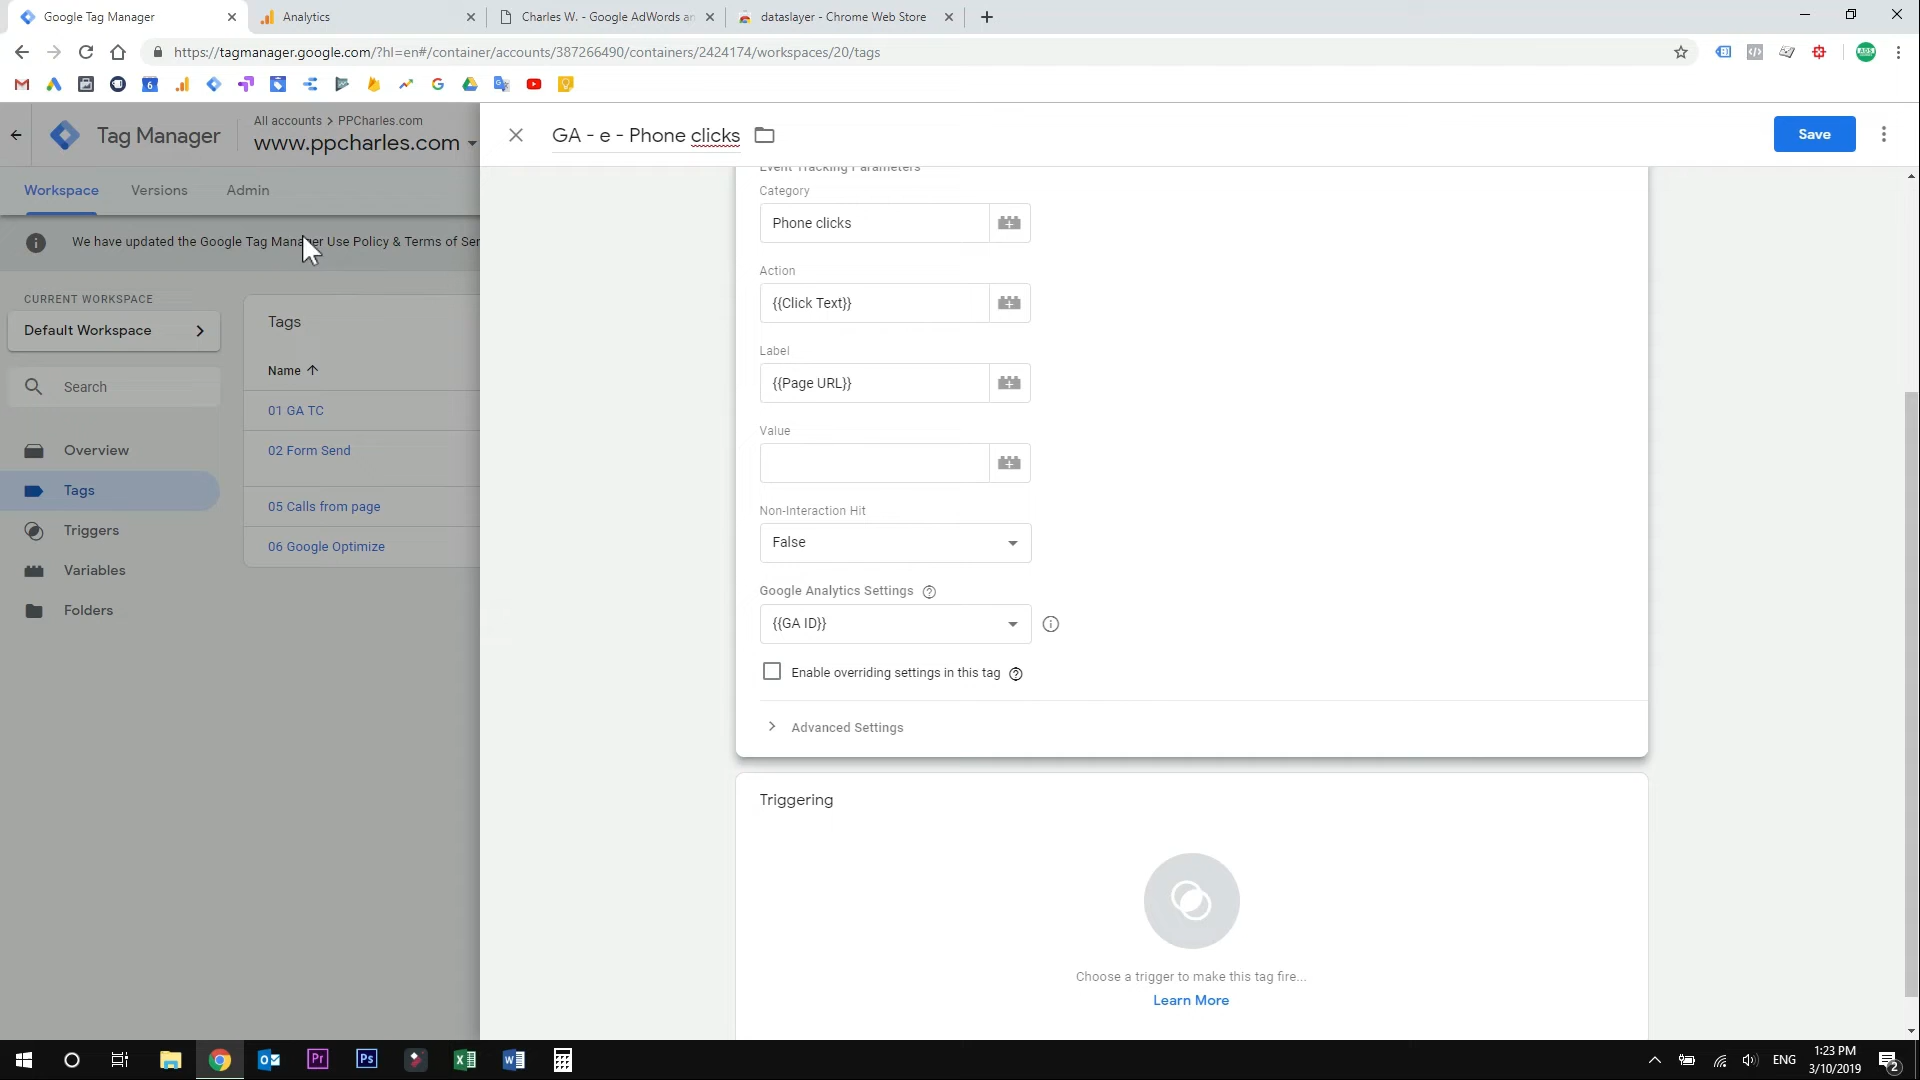 Google Tag Manager
Analytics
Charles W. - Google AdWords an
dataslayer - Chrome Web Store
https://tagmanager.google.com/?hl=en#/container/accounts/387266490/containers/2424174/workspaces/20/tags
Tag Manager
All accounts > PPCharles.com
www.ppcharles.com
GA - e - Phone clicks
Save
Workspace
Versions
Admin
We have updated the Google Tag Manager Use Policy & Terms of Ser
CURRENT WORKSPACE
Default Workspace
Search
Overview
Tags
Triggers
Variables
Folders
Tags
Name
01 GA TC
02 Form Send
05 Calls from page
06 Google Optimize
Event Tracking Parameters
Category
Phone clicks
Action
{{Click Text}}
Label
{{Page URL}}
Value
Non-Interaction Hit
False
Google Analytics Settings
{{GA ID}}
Enable overriding settings in this tag
Advanced Settings
Triggering
Choose a trigger to make this tag fire...
Learn More
ENG
1:23 PM
3/10/2019
2